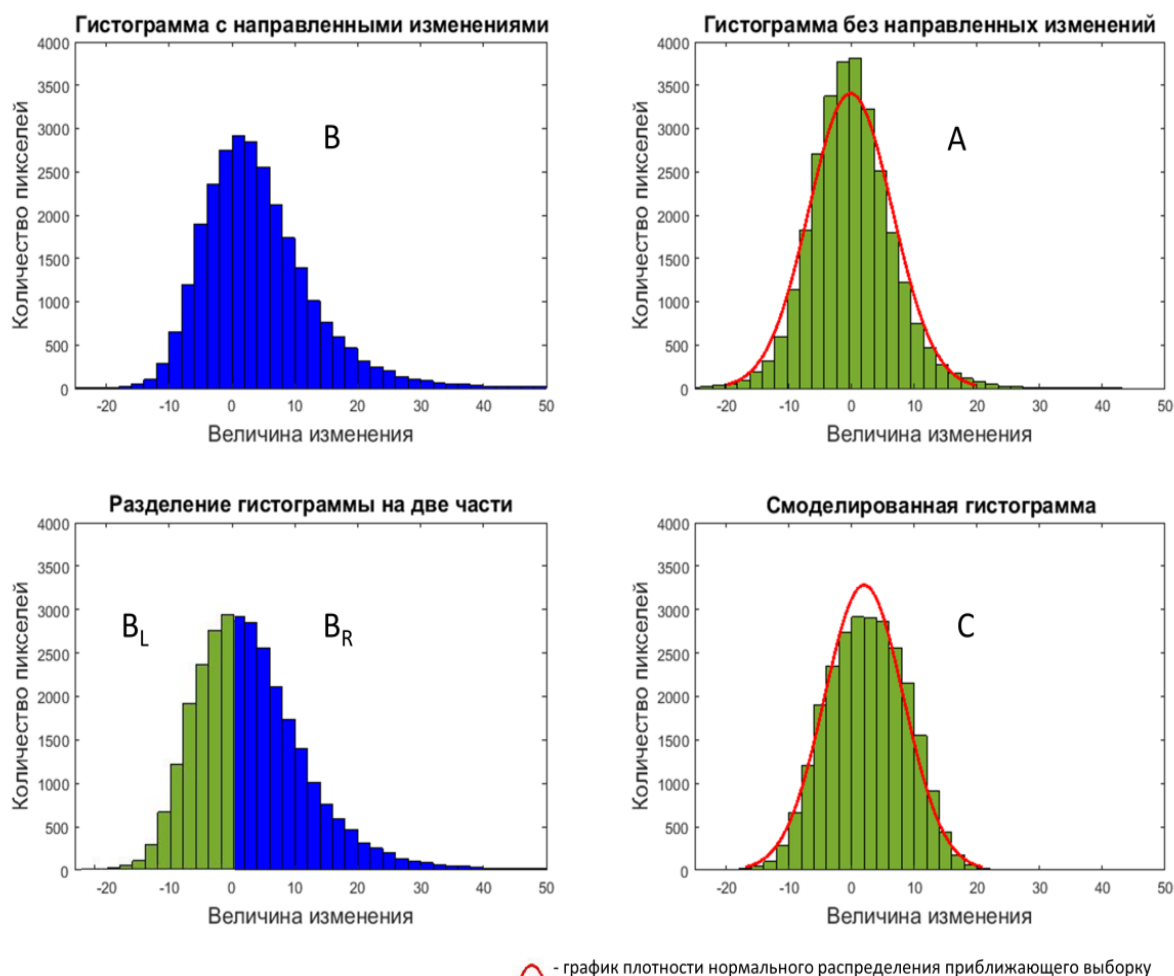 Гистограмма с направленными изменениями
4000
3500
3000
2500
2000
1500
1000
500
0
Количество пикселей
B
-20 -10 0 10 20 30 40 50
Величина изменения
Гистограмма без направленных изменений
4000
3500
3000
2500
2000
1500
1000
500
0
Количество пикселей
A
-20 -10 0 10 20 30 40 50
Величина изменения
Разделение гистограммы на две части
4000
3500
3000
2500
2000
1500
1000
500
0
Количество пикселей
BL BR
-20 -10 0 10 20 30 40 50
Величина изменения
Смоделированная гистограмма
4000
3500
3000
2500
2000
1500
1000
500
0
Количество пикселей
C
-20 -10 0 10 20 30 40 50
Величина изменения
- график плотности нормального распределения приближающего выборку